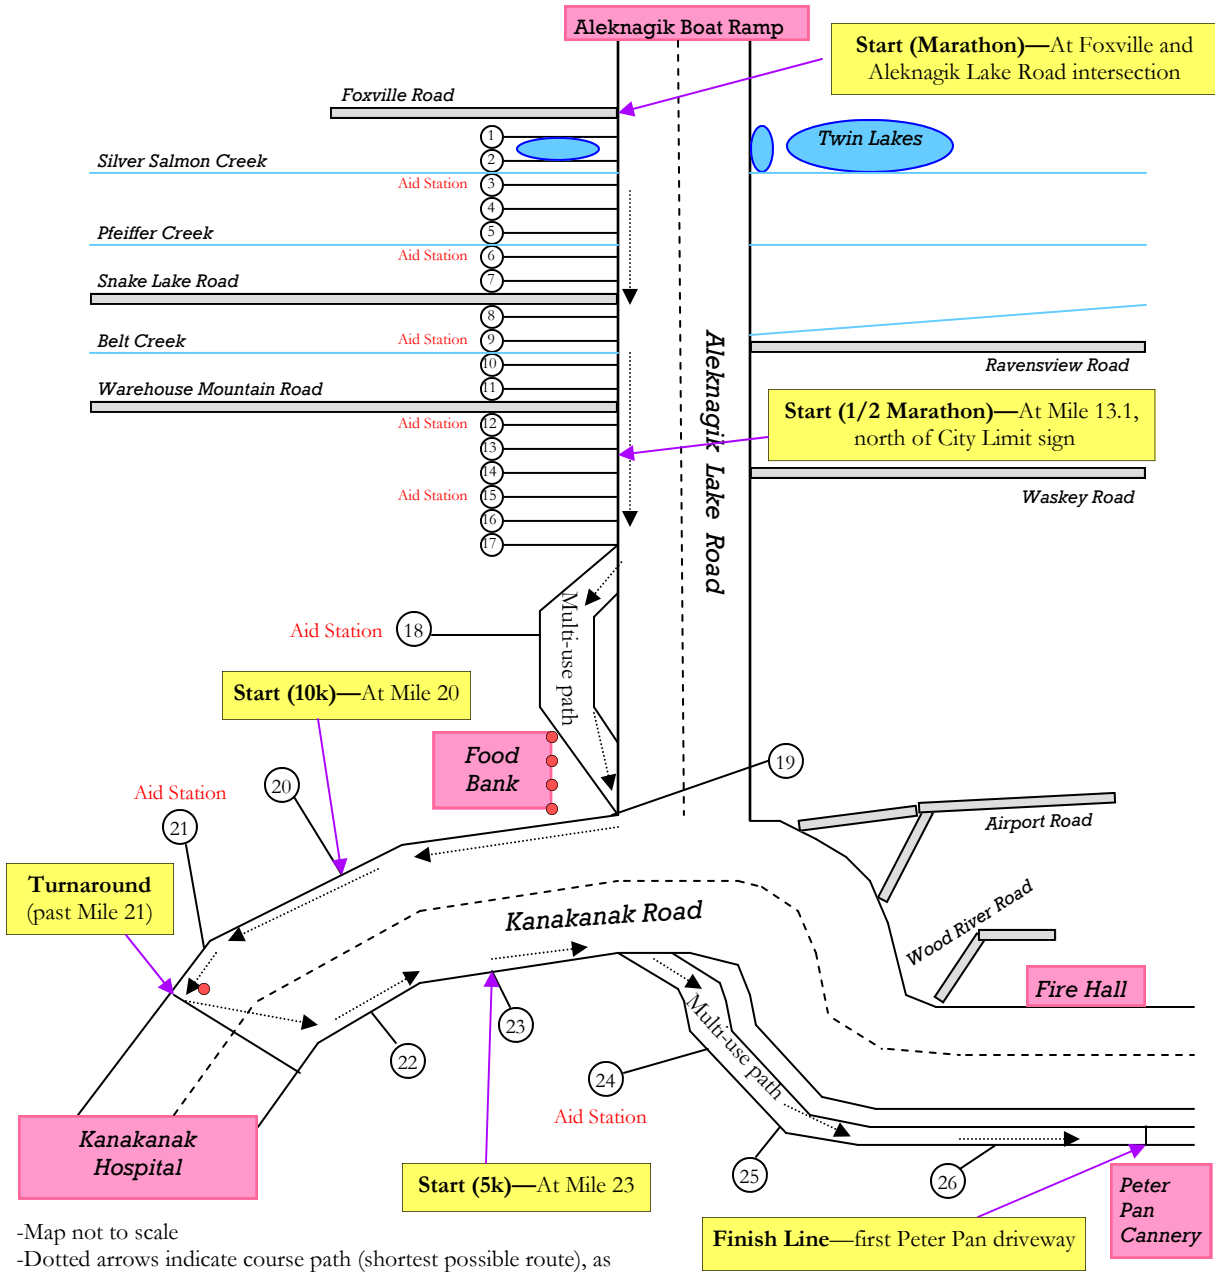 Aleknagik Boat Ramp
Start (Marathon)—At Foxville and
Aleknagik Lake Road intersection
Foxville Road
1
Twin Lakes
Silver Salmon Creek
2
Aid Station
3
4
Pfeiffer Creek
5
Aid Station
6
Snake Lake Road
7
8
Belt Creek
Aid Station
9
10
Ravensview Road
Warehouse Mountain Road
11
Aleknagik Lake Road
Start (1/2 Marathon)—At Mile 13.1,
north of City Limit sign
Aid Station
12
13
14
Aid Station
15
Waskey Road
16
17
Multi-use path
Aid Station
18
Start (10k)—At Mile 20
Food
Bank
19
20
Aid Station
21
Airport Road
Turnaround
(past Mile 21)
Kanakanak Road
Wood River Road
Fire Hall
23
22
Multi-use path
24
Aid Station
Kanakanak
Hospital
25
26
Start (5k)—At Mile 23
Peter
Pan
Cannery
Finish Line—first Peter Pan driveway
-Map not to scale
-Dotted arrows indicate course path (shortest possible route), as